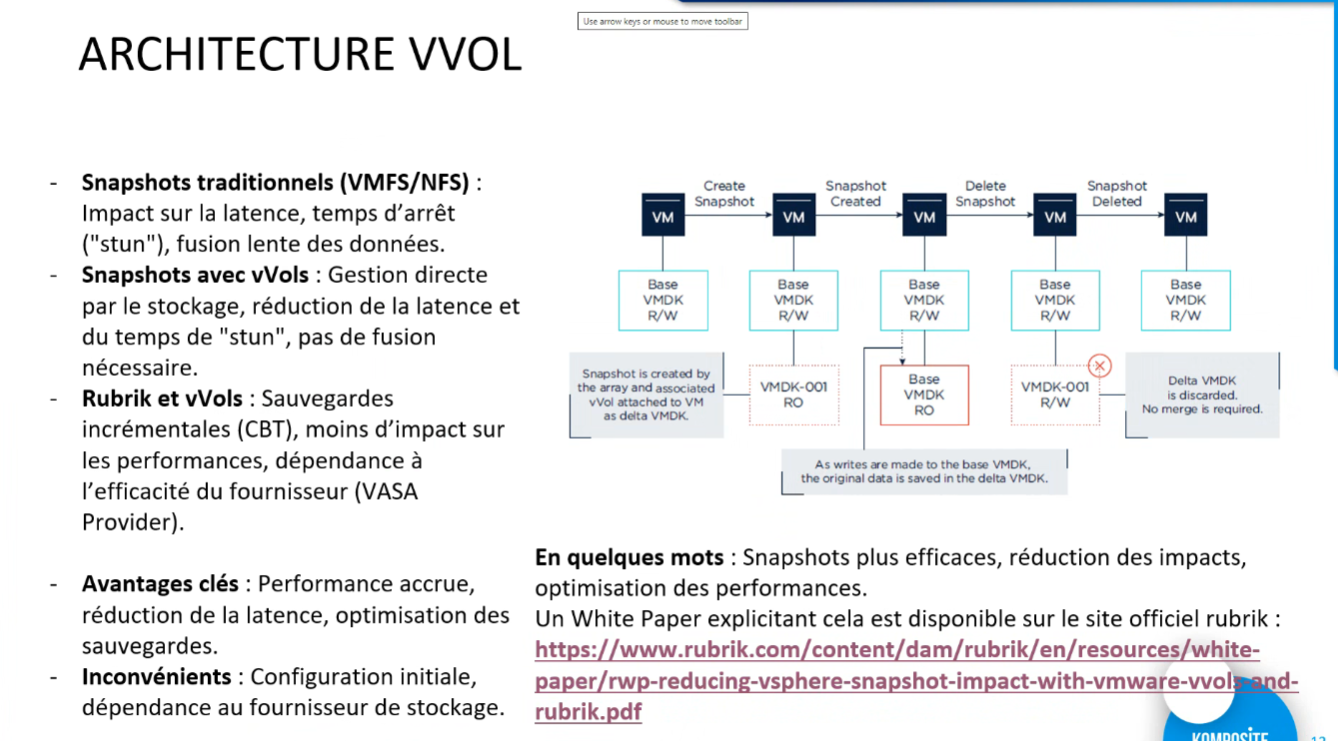 Use arrow keys or mouse to move toolbar
ARCHITECTURE VVOL
- Snapshots traditionnels (VMFS/NFS) :
Impact sur la latence, temps d'arrêt
("stun"), fusion lente des données.
- Snapshots avec vVols : Gestion directe
par le stockage, réduction de la latence et
du temps de "stun", pas de fusion
nécessaire.
- Rubrik et vVols : Sauvegardes
incrémentales (CBT), moins d'impact sur
les performances, dépendance à
l'efficacité du fournisseur (VASA
Provider).
- Avantages clés : Performance accrue,
réduction de la latence, optimisation des
sauvegardes.
- Inconvénients : Configuration initiale,
dépendance au fournisseur de stockage.
Create
Snapshot
Snapshot
Created
Delete
Snapshot
Snapshot
Deleted
VM
VM
VM
VM
VM
Base
VMDK
R/W
Base
VMDK
R/W
Base
VMDK
R/W
Base
VMDK
R/W
Base
VMDK
R/W
Snapshot is created by
the array and associated
vVol attached to VM
as delta VMDK.
VMDK-001
RO
Base
VMDK
RO
VMDK-001
R/W
Delta VMDK
is discarded.
No merge is required.
As writes are made to the base VMDK,
the original data is saved in the delta VMDK.
En quelques mots : Snapshots plus efficaces, réduction des impacts,
optimisation des performances.
Un White Paper explicitant cela est disponible sur le site officiel rubrik :
https://www.rubrik.com/content/dam/rubrik/en/resources/white-
paper/rwp-reducing-vsphere-snapshot-impact-with-vmware-vvols-and-
rubrik.pdf
KOMPOSITE